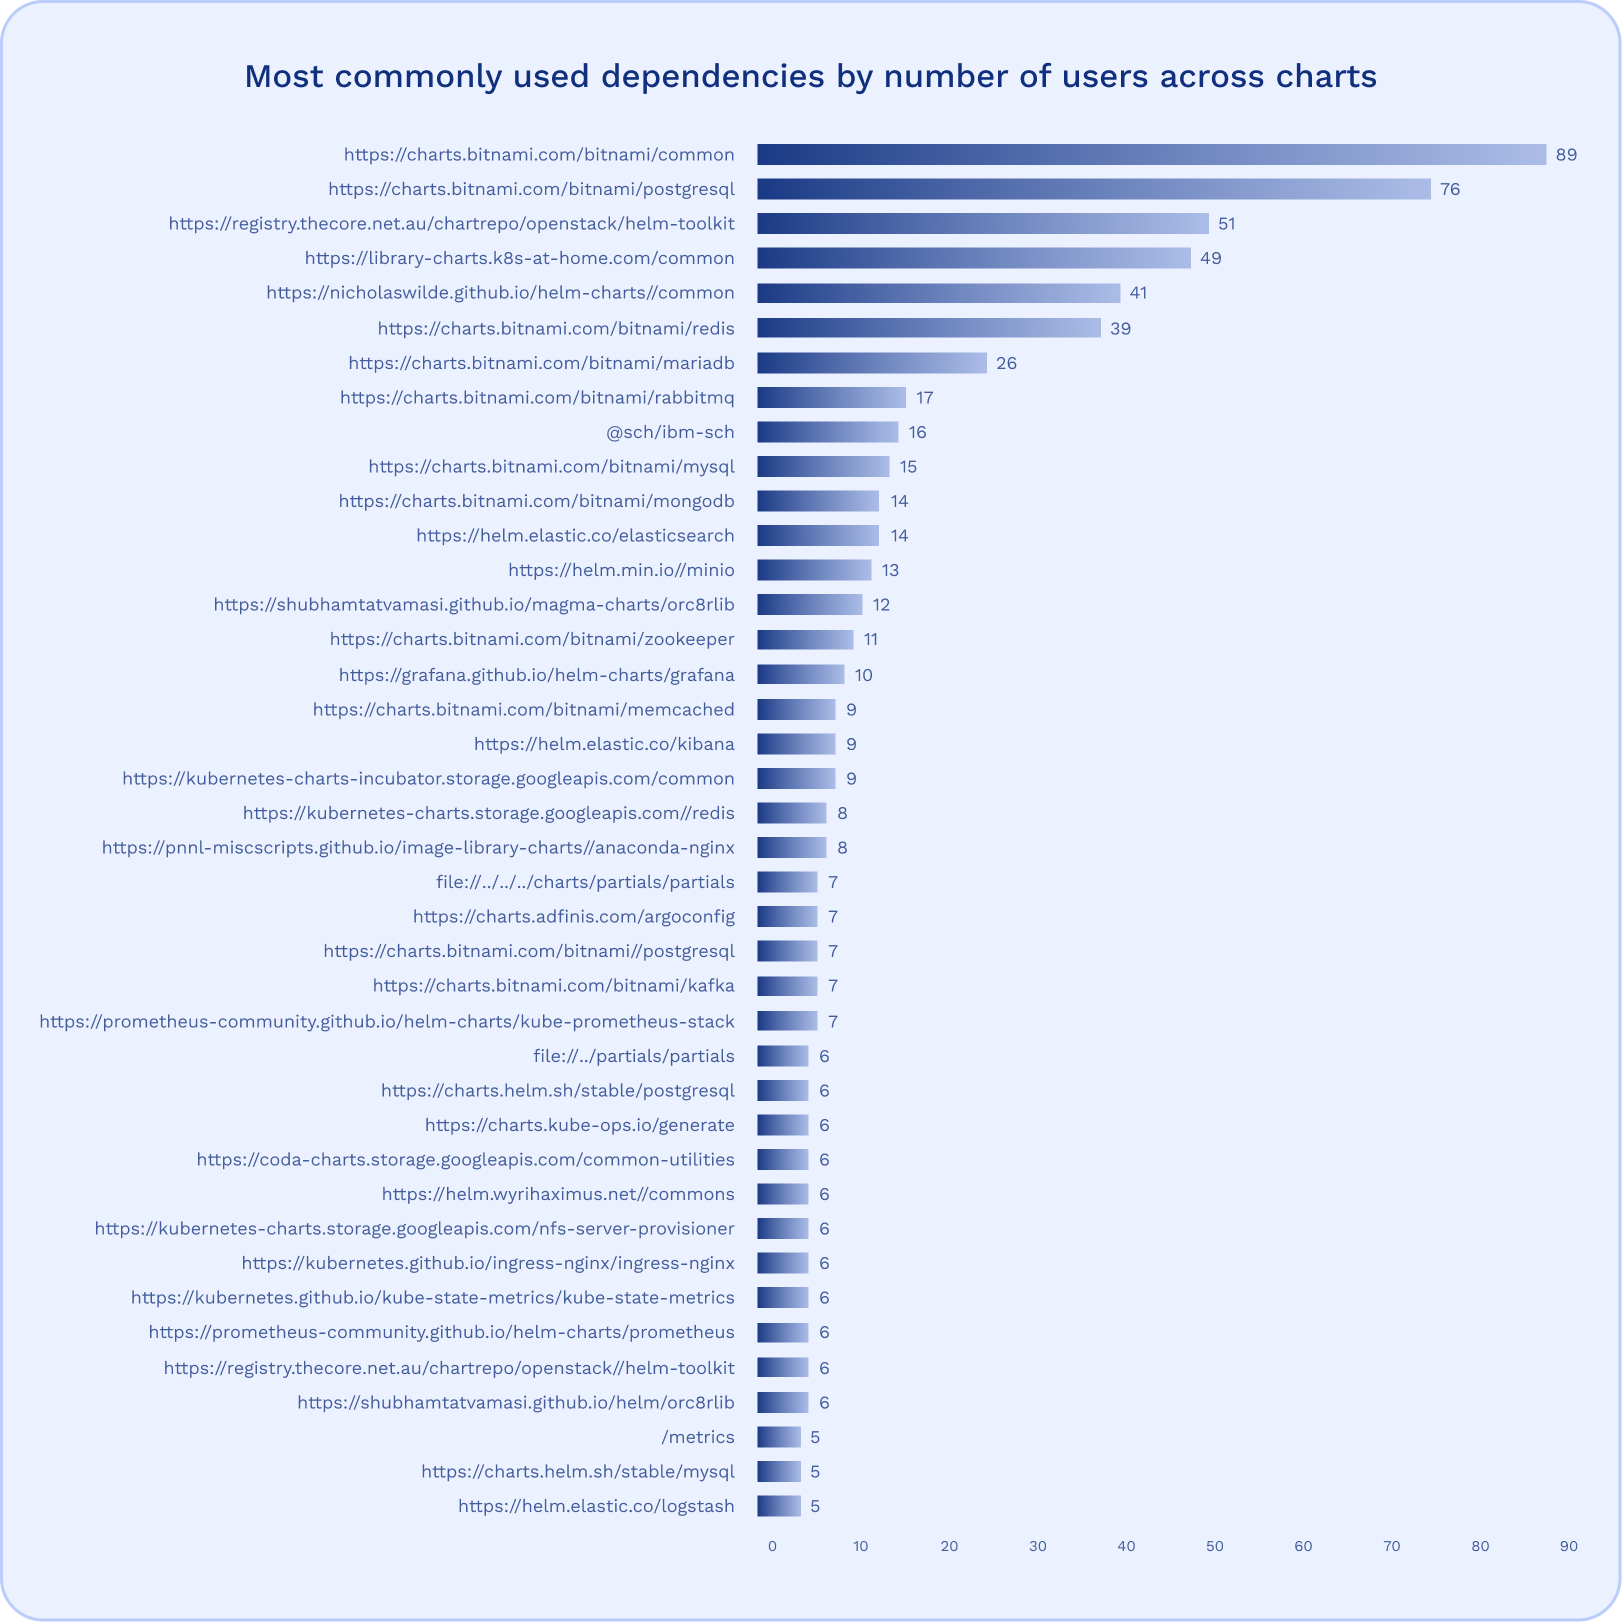 Most commonly used dependencies by number of users across charts
https://charts.bitnami.com/bitnami/common 89
https://charts.bitnami.com/bitnami/postgresql 76
https://registry.thecore.net.au/chartrepo/openstack/helm-toolkit 51
https://library-charts.k8s-at-home.com/common 49
https://nicholaswilde.github.io/helm-charts//common 41
https://charts.bitnami.com/bitnami/redis 39
https://charts.bitnami.com/bitnami/mariadb 26
https://charts.bitnami.com/bitnami/rabbitmq 17
@sch/ibm-sch 16
https://charts.bitnami.com/bitnami/mysql 15
https://charts.bitnami.com/bitnami/mongodb 14
https://helm.elastic.co/elasticsearch 14
https://helm.min.io//minio 13
https://shubhamtatvamasi.github.io/magma-charts/orc8rlib 12
https://charts.bitnami.com/bitnami/zookeeper 11
https://grafana.github.io/helm-charts/grafana 10
https://charts.bitnami.com/bitnami/memcached 9
https://helm.elastic.co/kibana 9
https://kubernetes-charts-incubator.storage.googleapis.com/common 9
https://kubernetes-charts.storage.googleapis.com//redis 8
https://pnnl-miscscripts.github.io/image-library-charts//anaconda-nginx 8
file://../../../charts/partials/partials 7
https://charts.adfinis.com/argoconfig 7
https://charts.bitnami.com/bitnami//postgresql 7
https://charts.bitnami.com/bitnami/kafka 7
https://prometheus-community.github.io/helm-charts/kube-prometheus-stack 7
file://../partials/partials 6
https://charts.helm.sh/stable/postgresql 6
https://charts.kube-ops.io/generate 6
https://coda-charts.storage.googleapis.com/common-utilities 6
https://helm.wyrihaximus.net//commons 6
https://kubernetes-charts.storage.googleapis.com/nfs-server-provisioner 6
https://kubernetes.github.io/ingress-nginx/ingress-nginx 6
https://kubernetes.github.io/kube-state-metrics/kube-state-metrics 6
https://prometheus-community.github.io/helm-charts/prometheus 6
https://registry.thecore.net.au/chartrepo/openstack//helm-toolkit 6
https://shubhamtatvamasi.github.io/helm/orc8rlib 6
/metrics 5
https://charts.helm.sh/stable/mysql 5
https://helm.elastic.co/logstash 5
0 10 20 30 40 50 60 70 80 90